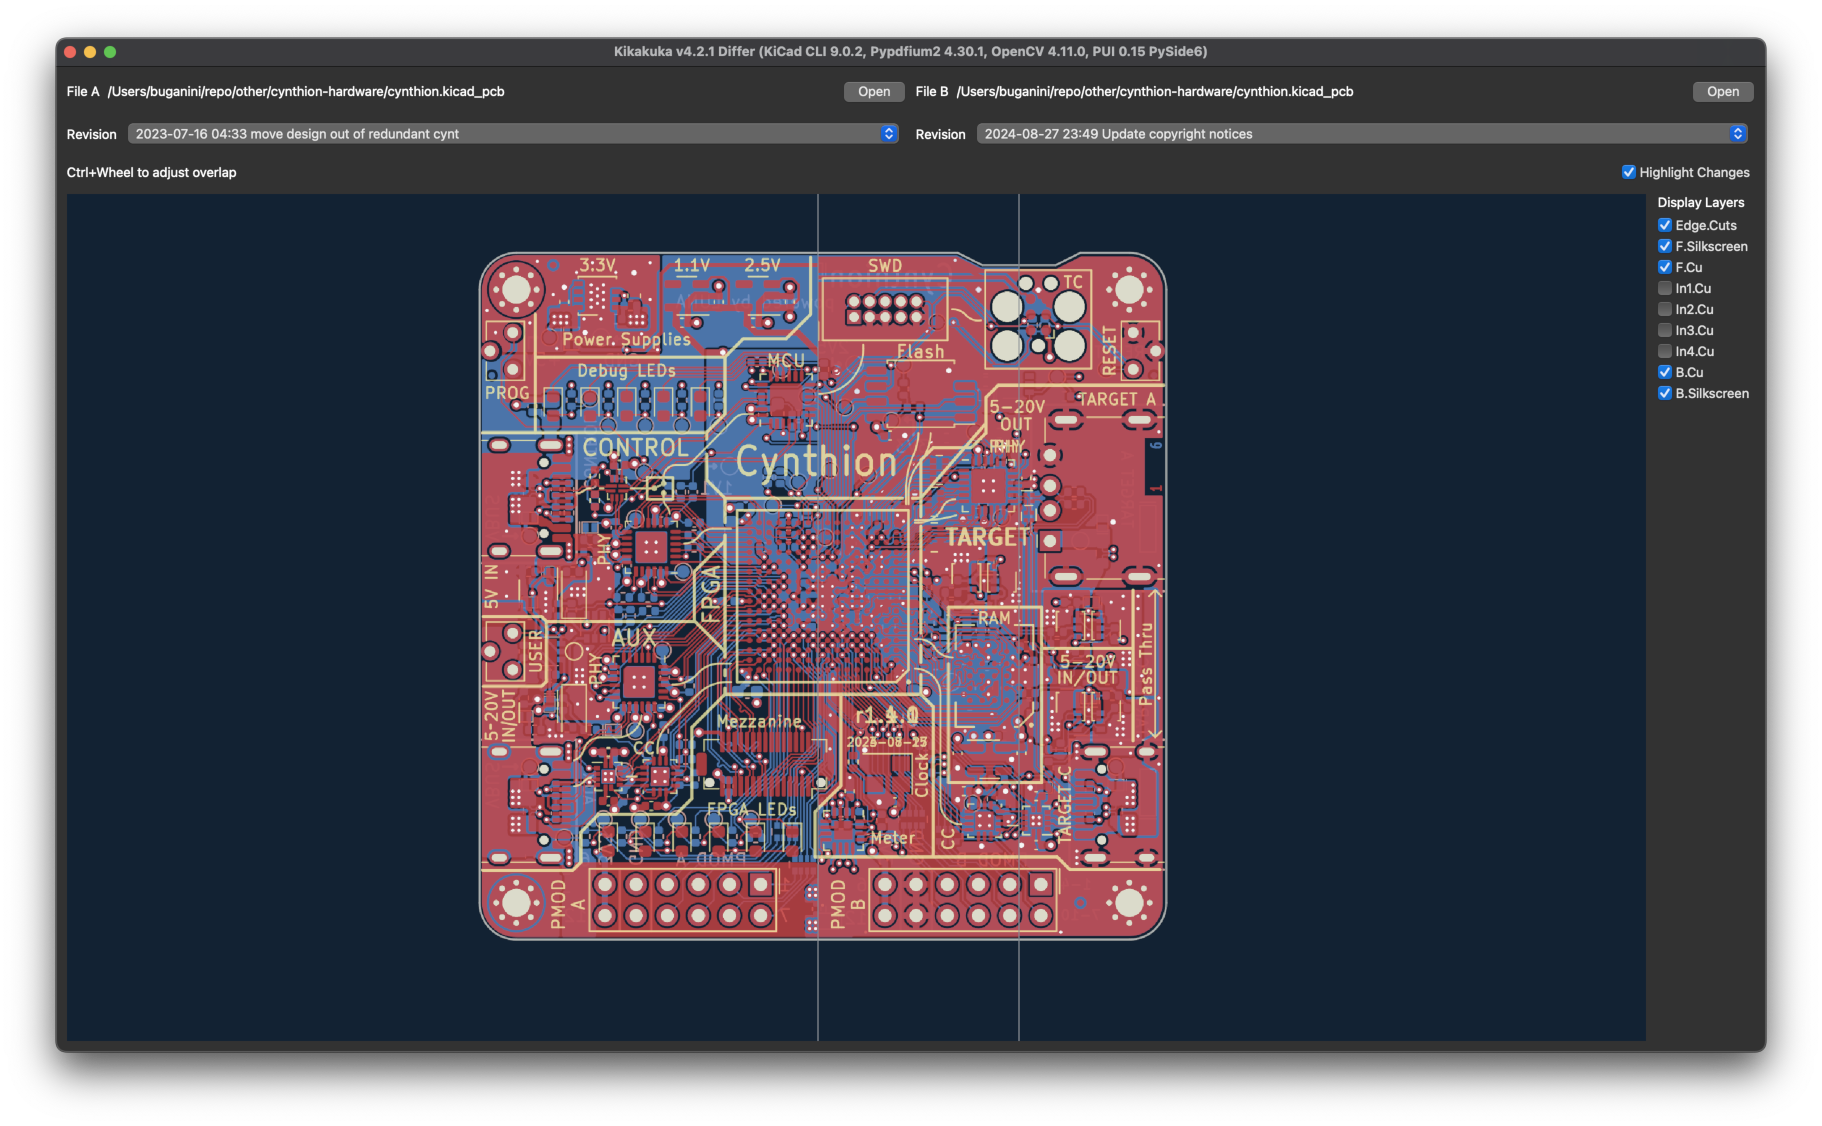 Kikakuka v4.2.1 Differ (KiCad CLI 9.0.2, Pypdfium2 4.30.1, OpenCV 4.11.0, PUI 0.15 PySide6)
File A /Users/buganini/repo/other/cynthion-hardware/cynthion.kicad_pcb
Open
File B /Users/buganini/repo/other/cynthion-hardware/cynthion.kicad_pcb
Open
Revision 2023-07-16 04:33 move design out of redundant cynt
Revision 2024-08-27 23:49 Update copyright notices
Ctrl+Wheel to adjust overlap
Highlight Changes
Display Layers
Edge.Cuts
F.Silkscreen
F.Cu
In1.Cu
In2.Cu
In3.Cu
In4.Cu
B.Cu
B.Silkscreen
3.3V
1.1V
2.5V
SWD
TC
Power Supplies
Flash
RESET
MCU
Debug LEDs
PROG
TARGET A
5-20V
OUT
CONTROL
Cynthion
6
1
PHY
TARGET
5V IN
FPGA
RAM
USER
AUX
PHY
5-20V
IN/OUT
Pass Thru
5-20V
IN/OUT
Mezzanine
CC
Clock
TARGET C
FPGA LEDs
Meter
CC
PMOD
A
PMOD
B